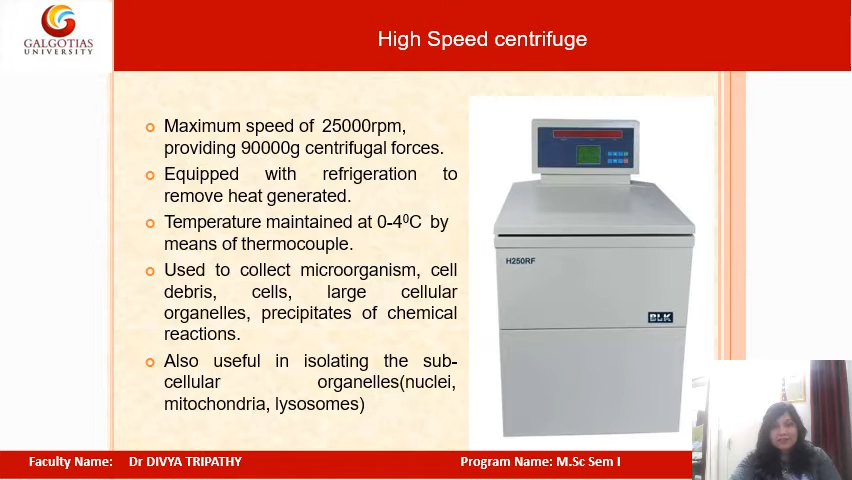 GALGOTIAS
UNIVERSITY
High Speed centrifuge
Maximum speed of 25000rpm,
providing 90000g centrifugal forces.
Equipped with refrigeration to
remove heat generated.
Temperature maintained at 0-4⁰C by
means of thermocouple.
Used to collect microorganism, cell
debris, cells, large cellular
organelles, precipitates of chemical
reactions.
Also useful in isolating the sub-
cellular organelles(nuclei,
mitochondria, lysosomes)
H250RF
BLK
Faculty Name: Dr DIVYA TRIPATHY
Program Name: M.Sc Sem I